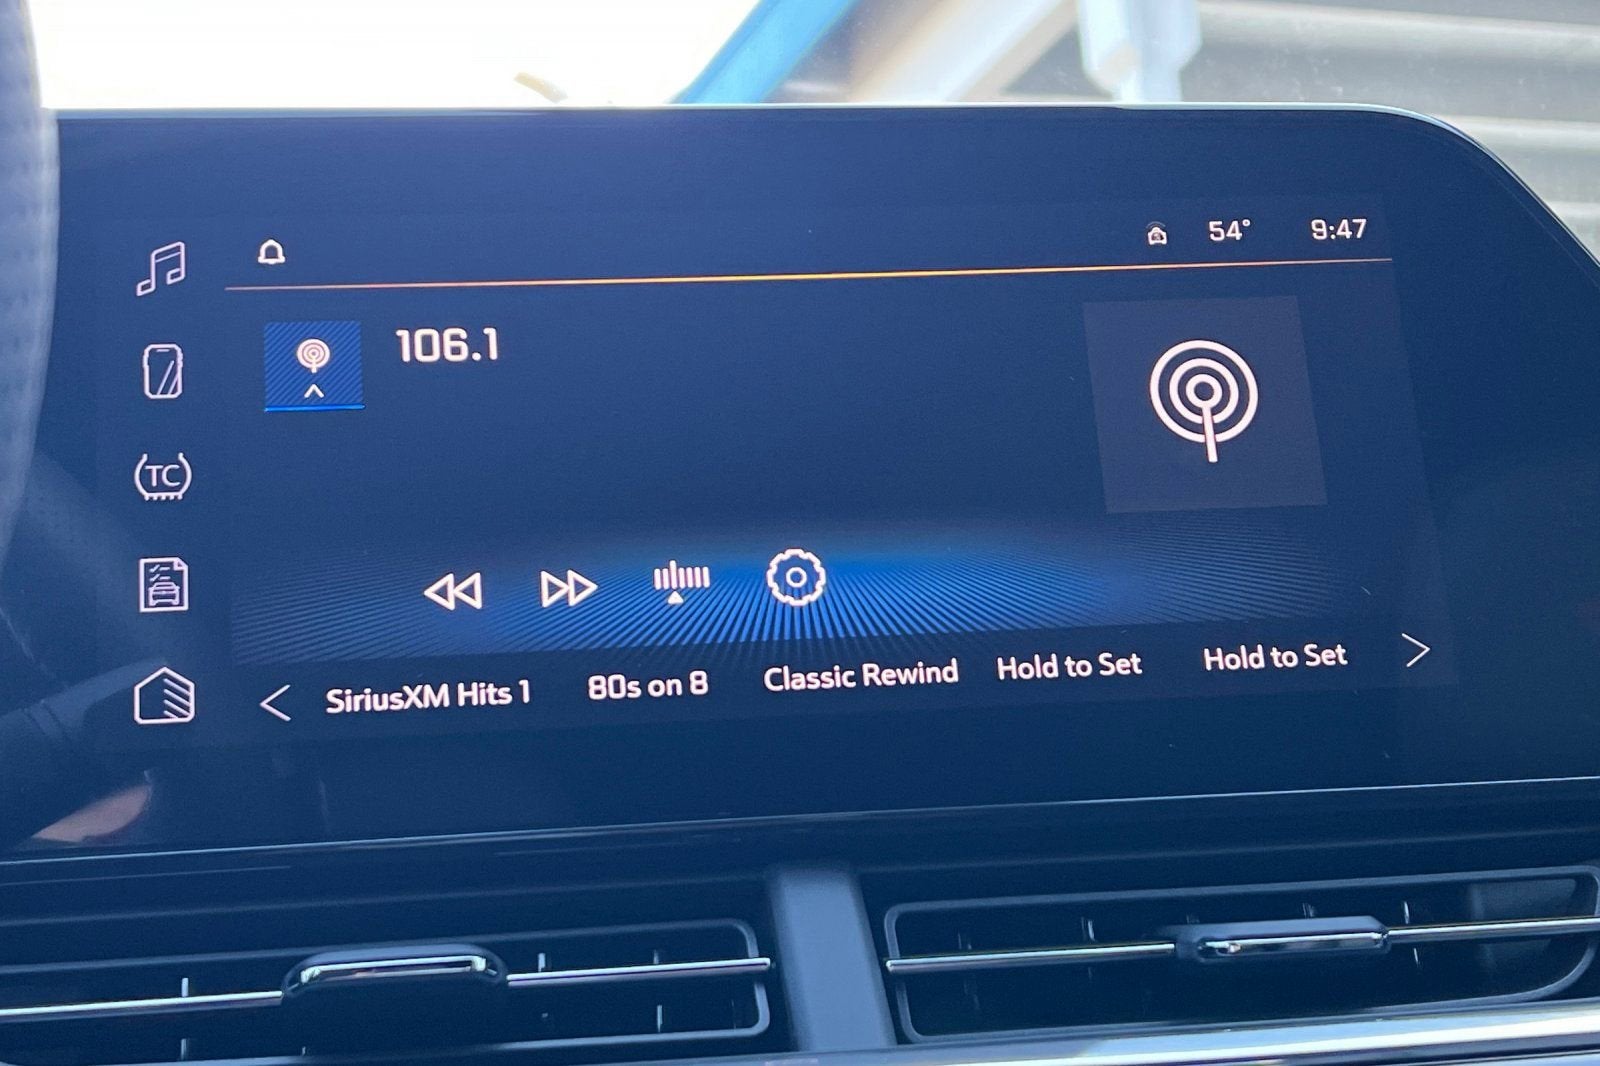 54° 9:47
106.1
TC
SiriusXM Hits 1 80s on 8 Classic Rewind Hold to Set Hold to Set